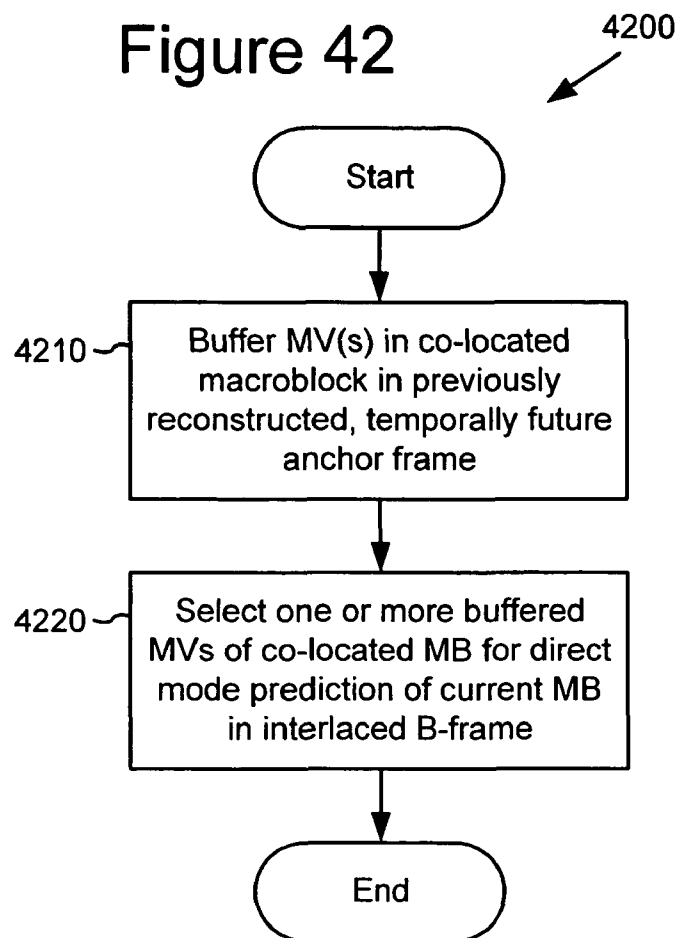 Figure 42
4200
Start
4210
Buffer MV(s) in co-located
macroblock in previously
reconstructed, temporally future
anchor frame
4220
Select one or more buffered
MVs of co-located MB for direct
mode prediction of current MB
in interlaced B-frame
End